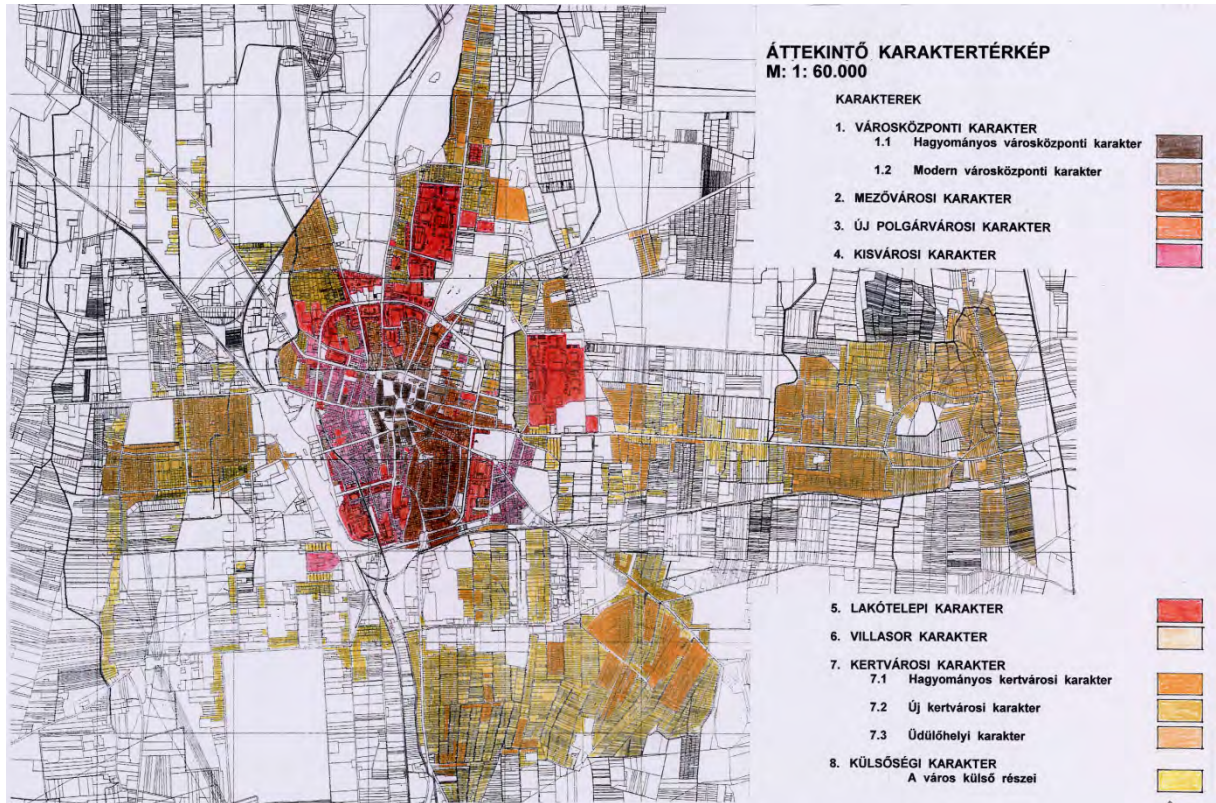 ÁTTEKINTŐ KARAKTERTÉRKÉP
M: 1: 60.000
KARAKTEREK
1. VÁROSKÖZPONTI KARAKTER
1.1 Hagyományos városközponti karakter
1.2 Modern városközponti karakter
2. MEZŐVÁROSI KARAKTER
3. ÚJ POLGÁRVÁROSI KARAKTER
4. KISVÁROSI KARAKTER
5. LAKÓTELEPI KARAKTER
6. VILLASOR KARAKTER
7. KERTVÁROSI KARAKTER
7.1 Hagyományos kertvárosi karakter
7.2 Új kertvárosi karakter
7.3 Üdülőhelyi karakter
8. KÜLSŐSÉGI KARAKTER
A város külső részei